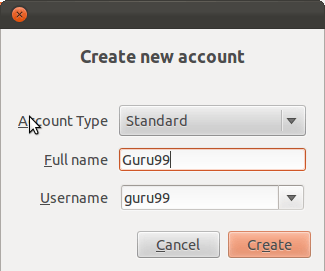 Create new account
Account Type Standard
Full name Guru99
Username guru99
Cancel Create